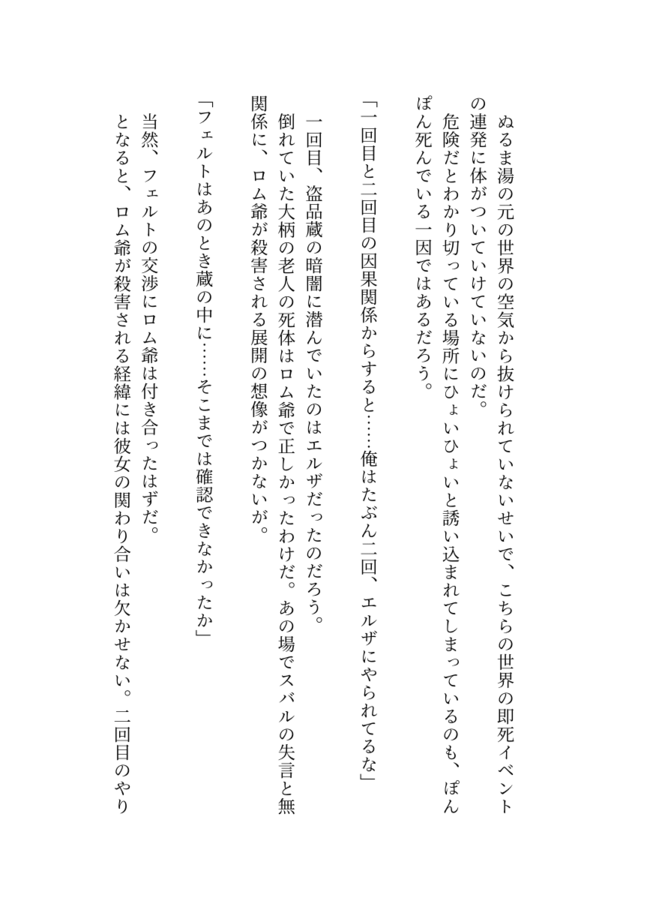 ぬるま湯の元の世界の空気から抜けられていないせいで、こちらの世界の即死イベント
の連発に体がついていけていないのだ。
危険だとわかり切っている場所にひょいひょいと誘い込まれてしまっているのも、ぽん
ぽん死んでいる一因ではあるだろう。
「一回目と二回目の因果関係からすると……俺はたぶん二回、エルザにやられてるな」
一回目、盗品蔵の暗闇に潜んでいたのはエルザだったのだろう。
倒れていた大柄の老人の死体はロム爺で正しかったわけだ。あの場でスバルの失言と無
関係に、ロム爺が殺害される展開の想像がつかないが。
「フェルトはあのとき蔵の中に……そこまでは確認できなかったか」
当然、フェルトの交渉にロム爺は付き合ったはずだ。
となると、ロム爺が殺害される経緯には彼女の関わり合いは欠かせない。二回目のやり